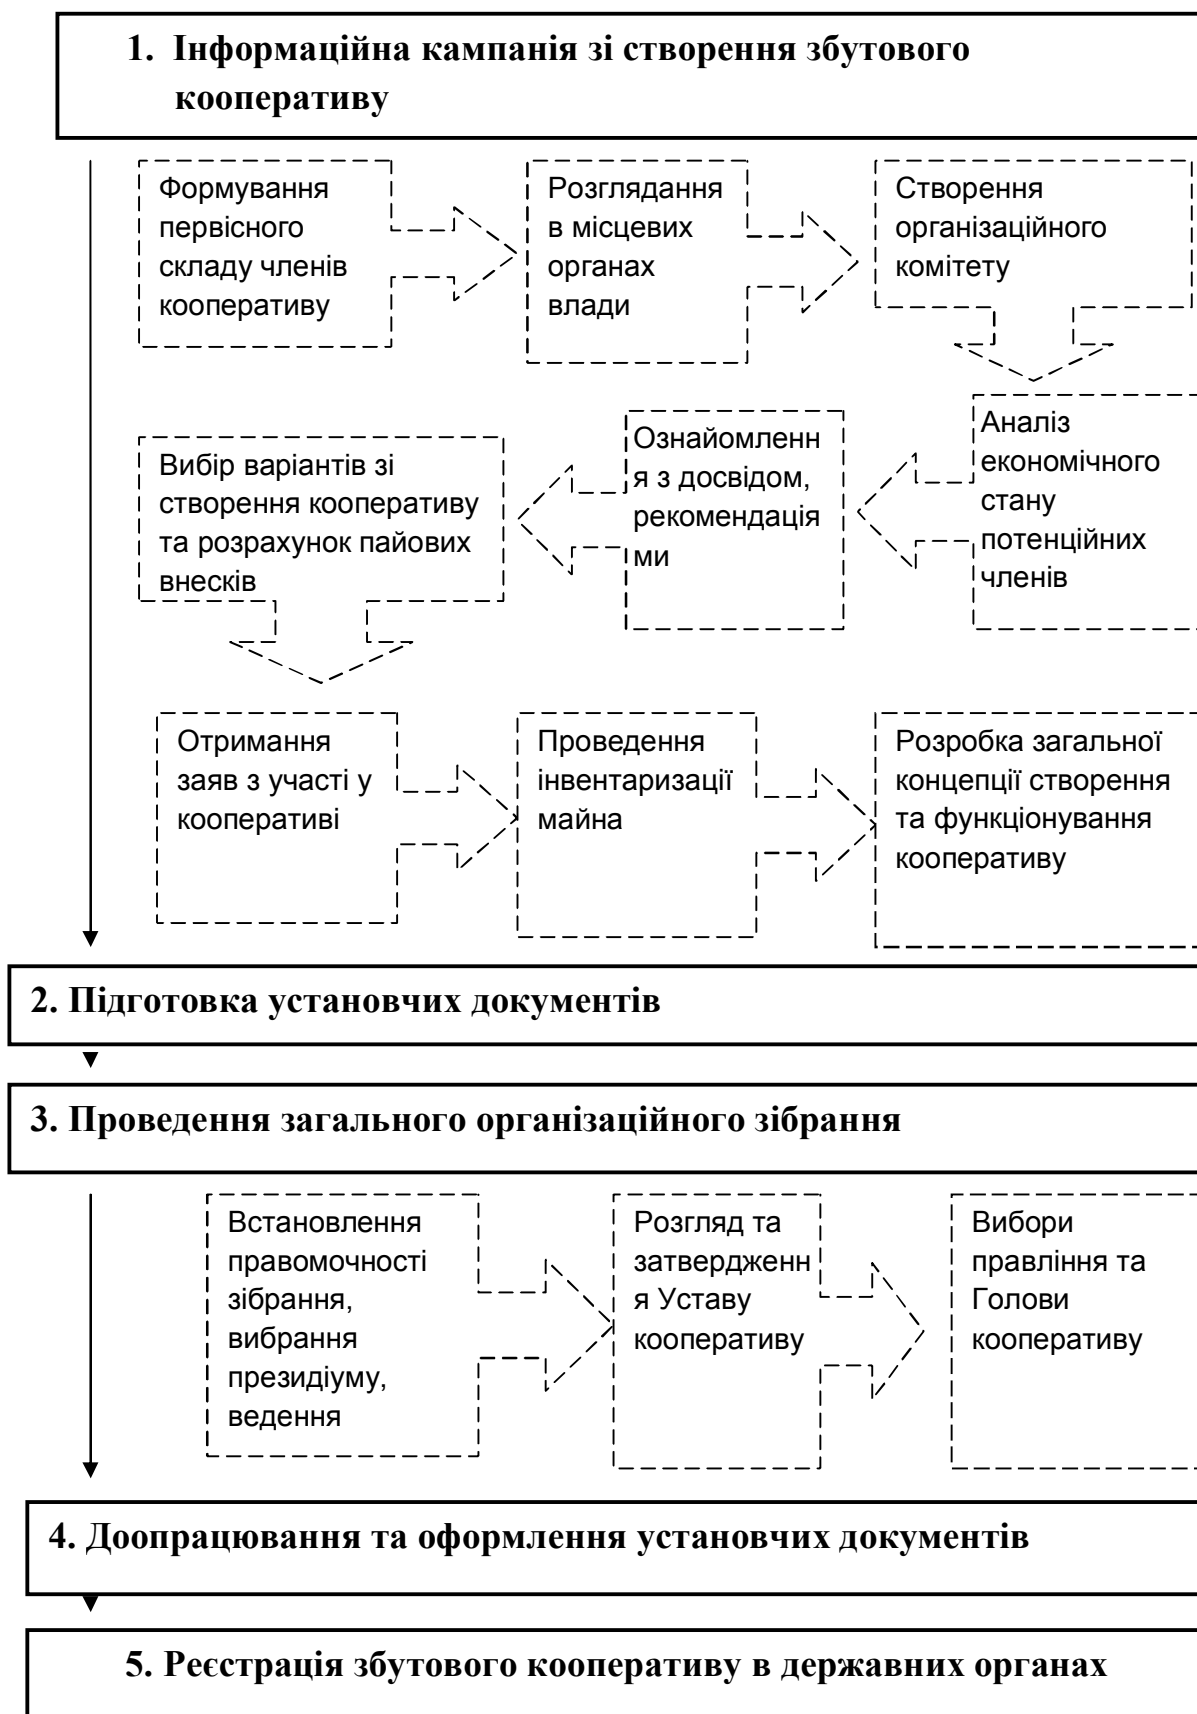 1. Інформаційна кампанія зі створення збутового
кооперативу
Формування
первісного
складу членів
кооперативу
Розглядання
в місцевих
органах
влади
Створення
організаційного
комітету
Аналіз
економічного
стану
потенційних
членів
Ознайомленн
я з досвідом,
рекомендація
ми
Вибір варіантів зі
створення кооперативу
та розрахунок пайових
внесків
Отримання
заяв з участі у
кооперативі
Проведення
інвентаризації
майна
Розробка загальної
концепції створення
та функціонування
кооперативу
2. Підготовка установчих документів
3. Проведення загального організаційного зібрання
Встановлення
правомочності
зібрання,
вибрання
президіуму,
ведення
Розгляд та
затвердженн
я Уставу
кооперативу
Вибори
правління та
Голови
кооперативу
4. Доопрацювання та оформлення установчих документів
5. Реєстрація збутового кооперативу в державних органах